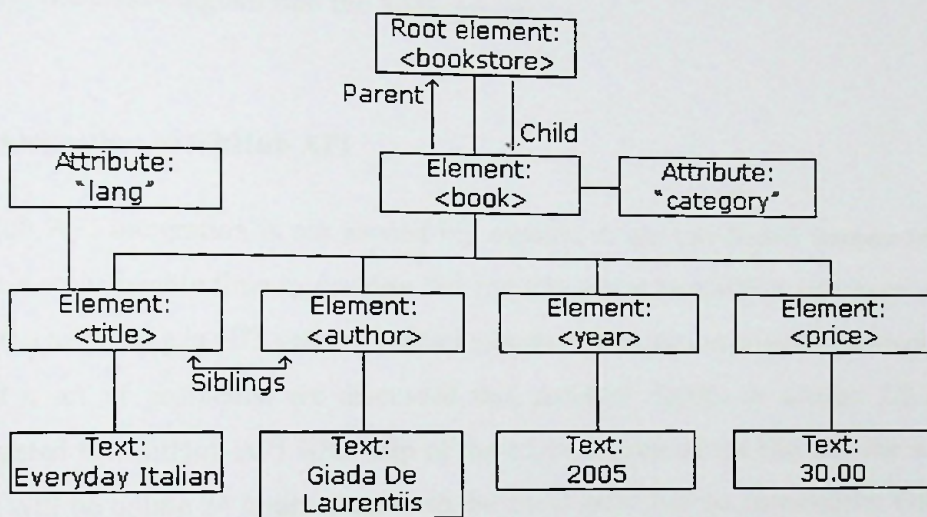 Root element:
<bookstore>
Parent
Child
Attribute:
"lang"
Element:
<book>
Attribute:
"category"
Element:
<title>
Element:
<author>
Element:
<year>
Element:
<price>
Siblings
Text:
Everyday Italian
Text:
Giada De
Laurentiis
Text:
2005
Text:
30.00